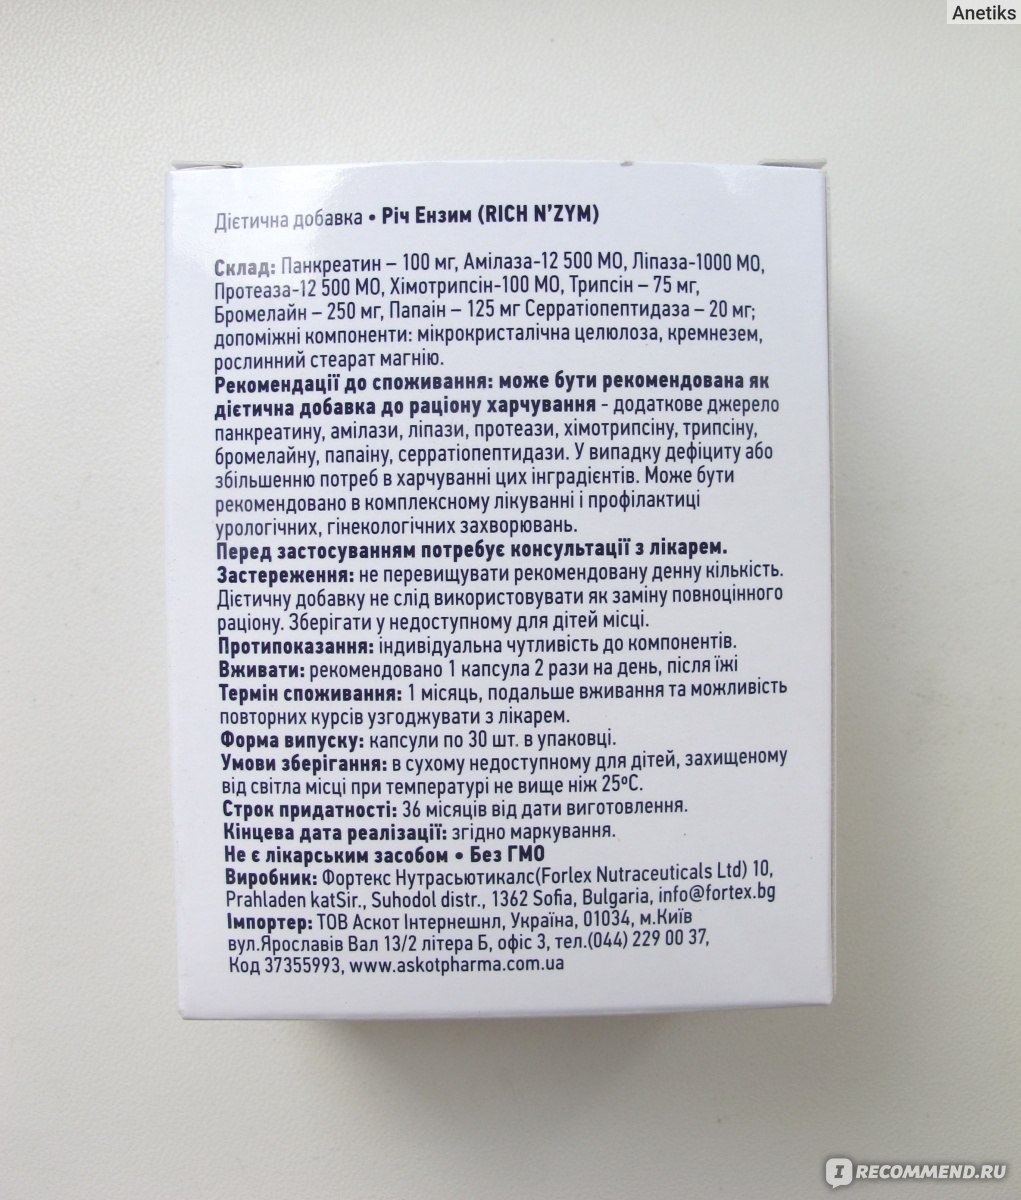 Anetiks
Дієтична добавка • Річ Ензим (RICH N'ZYM)
Склад: Панкреатин – 100 мг, Амілаза-12 500 МО, Ліпаза-1000 МО,
Протеаза-12 500 МО, Хімотрипсін-100 МО, Трипсін – 75 мг,
Бромелайн – 250 мг, Папаін – 125 мг Серратіопептидаза – 20 мг;
допоміжні компоненти: мікрокристалічна целюлоза, кремнезем,
рослинний стеарат магнію.
Рекомендації до споживання: може бути рекомендована як
дієтична добавка до раціону харчування - додаткове джерело
панкреатину, амілази, ліпази, протеази, хімотрипсіну, трипсіну,
бромелайну, папаіну, серратіопептидази. У випадку дефіциту або
збільшенню потреб в харчуванні цих інградієнтів. Може бути
рекомендовано в комплексному лікуванні і профілактиці
урологічних, гінекологічних захворювань.
Перед застосуванням потребує консультації з лікарем.
Застереження: не перевищувати рекомендовану денну кількість.
Дієтичну добавку не слід використовувати як заміну повноцінного
раціону. Зберігати у недоступному для дітей місці.
Протипоказання: індивідуальна чутливість до компонентів.
Вживати: рекомендовано 1 капсула 2 рази на день, після їжі
Термін споживання: 1 місяць, подальше вживання та можливість
повторних курсів узгоджувати з лікарем.
Форма випуску: капсули по 30 шт. в упаковці.
Умови зберігання: в сухому недоступному для дітей, захищеному
від світла місці при температурі не вище ніж 25ºС.
Строк придатності: 36 місяців від дати виготовлення.
Кінцева дата реалізації: згідно маркування.
Не є лікарським засобом • Без ГМО
Виробник: Фортекс Нутрасьютикалс(Forlex Nutraceuticals Ltd) 10,
Prahladen katSir., Suhodol distr., 1362 Sofia, Bulgaria, info@fortex.bg
Імпортер: ТОВ Аскот Інтернешнл, Україна, 01034, м.Київ
вул.Ярославів Вал 13/2 літера Б, офіс 3, тел.(044) 229 00 37,
Код 37355993, www.askotpharma.com.ua
IRECOMMEND.RU